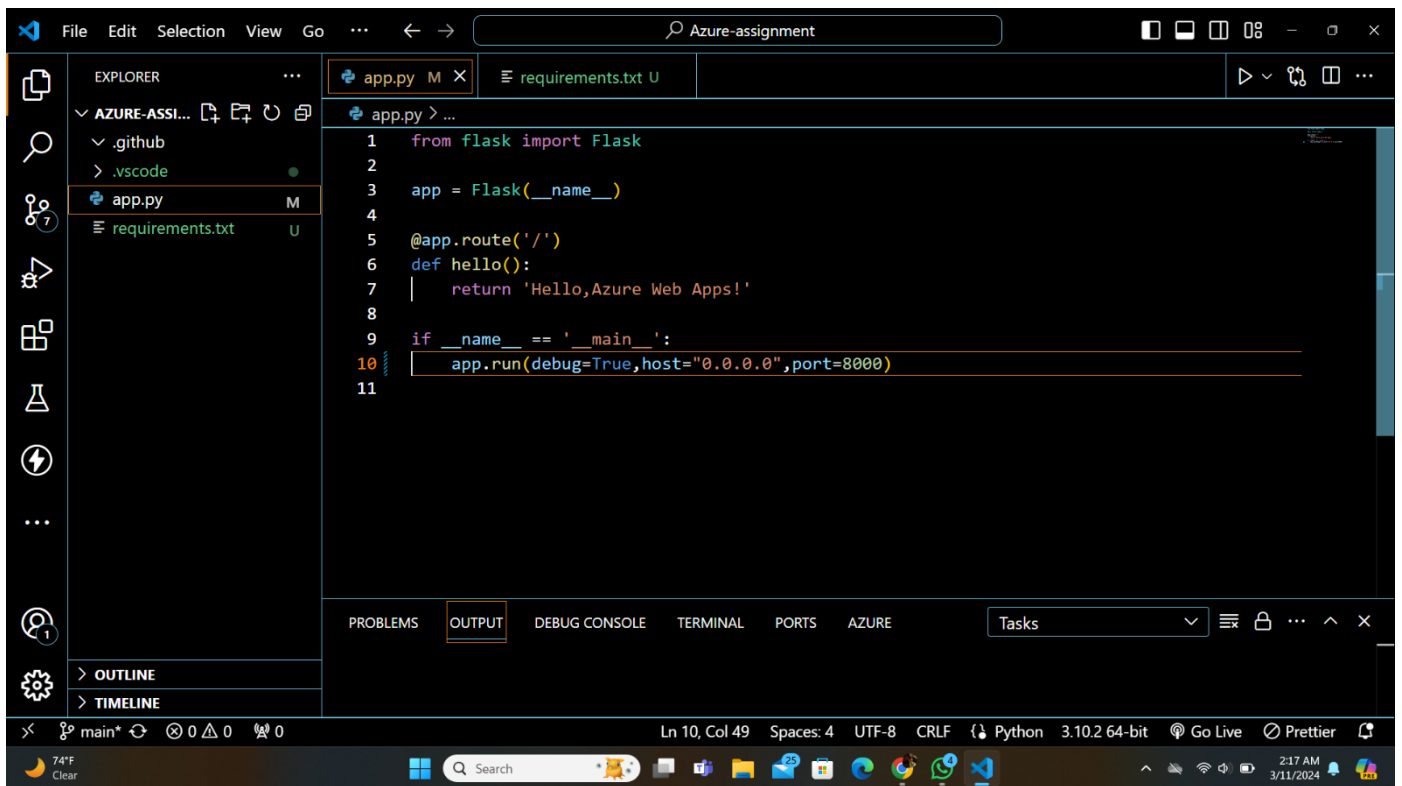 File Edit Selection View Go ... Azure-assignment
EXPLORER ...
AZURE-ASSI...
.github
.vscode
app.py M
requirements.txt U
7
1
OUTLINE
TIMELINE
app.py M
requirements.txt U
app.py > ...
1 from flask import Flask
2
3 app = Flask(__name__)
4
5 @app.route('/')
6 def hello():
7 return 'Hello,Azure Web Apps!'
8
9 if __name__ == '__main__':
10 app.run(debug=True,host="0.0.0.0",port=8000)
11
PROBLEMS OUTPUT DEBUG CONSOLE TERMINAL PORTS AZURE Tasks
main* 0 0 0 Ln 10, Col 49 Spaces: 4 UTF-8 CRLF Python 3.10.2 64-bit Go Live Prettier
74°F
Clear
Search
25
4
2:17 AM
3/11/2024
PRE